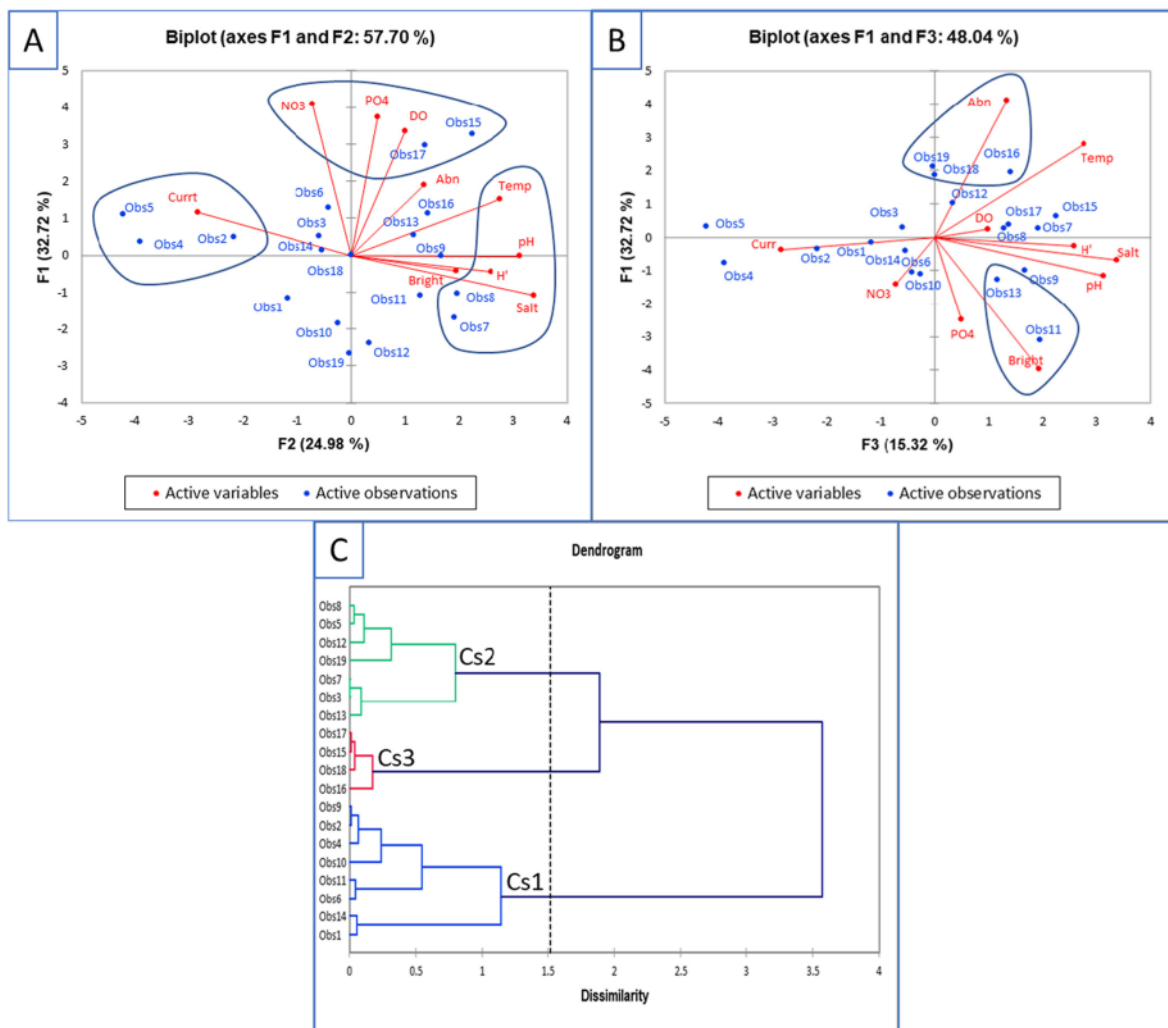 A
Biplot (axes F1 and F2: 57.70 %)
5
4
3
2
1
0
-1
-2
-3
-4
F1 (32.72 %)
NO3
PO4
DO
Obs15
Obs17
Abn
Temp
Currt
Obs5
Obs4
Obs2
Obs6
Obs3
Obs14
Obs16
Obs13
Obs9
pH
Obs18
Bright
H'
Salt
Obs11
Obs8
Obs7
Obs1
Obs10
Obs12
Obs19
-5
-4
-3
-2
-1
0
1
2
3
4
F2 (24.98 %)
Active variables
Active observations
B
Biplot (axes F1 and F3: 48.04 %)
5
4
3
2
1
0
-1
-2
-3
-4
-5
F1 (32.72 %)
Abn
Temp
Obs19
Obs18
Obs16
Obs12
Obs5
Obs3
DO
Obs17
Obs15
Obs8
Obs7
Curr
Obs2
Obs1
Obs14
Obs6
Obs10
H'
Salt
pH
Obs4
NO3
PO4
Obs13
Obs9
Obs11
Bright
-5
-4
-3
-2
-1
0
1
2
3
4
F3 (15.32 %)
Active variables
Active observations
C
Dendrogram
Obs8
Obs5
Obs12
Obs19
Obs7
Obs3
Obs13
Obs17
Obs15
Obs18
Obs16
Obs9
Obs2
Obs4
Obs10
Obs11
Obs6
Obs14
Obs1
Cs2
Cs3
Cs1
0
0.5
1
1.5
2
2.5
3
3.5
4
Dissimilarity